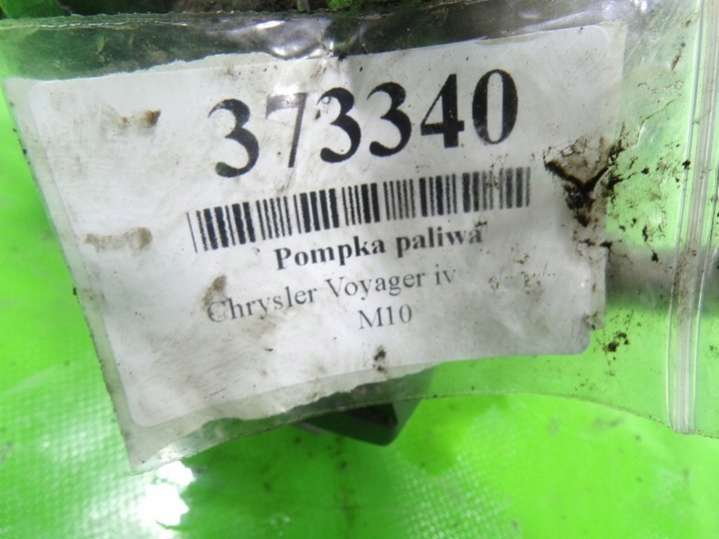 373340
Pompka paliwa
Chrysler Voyager iv
M10